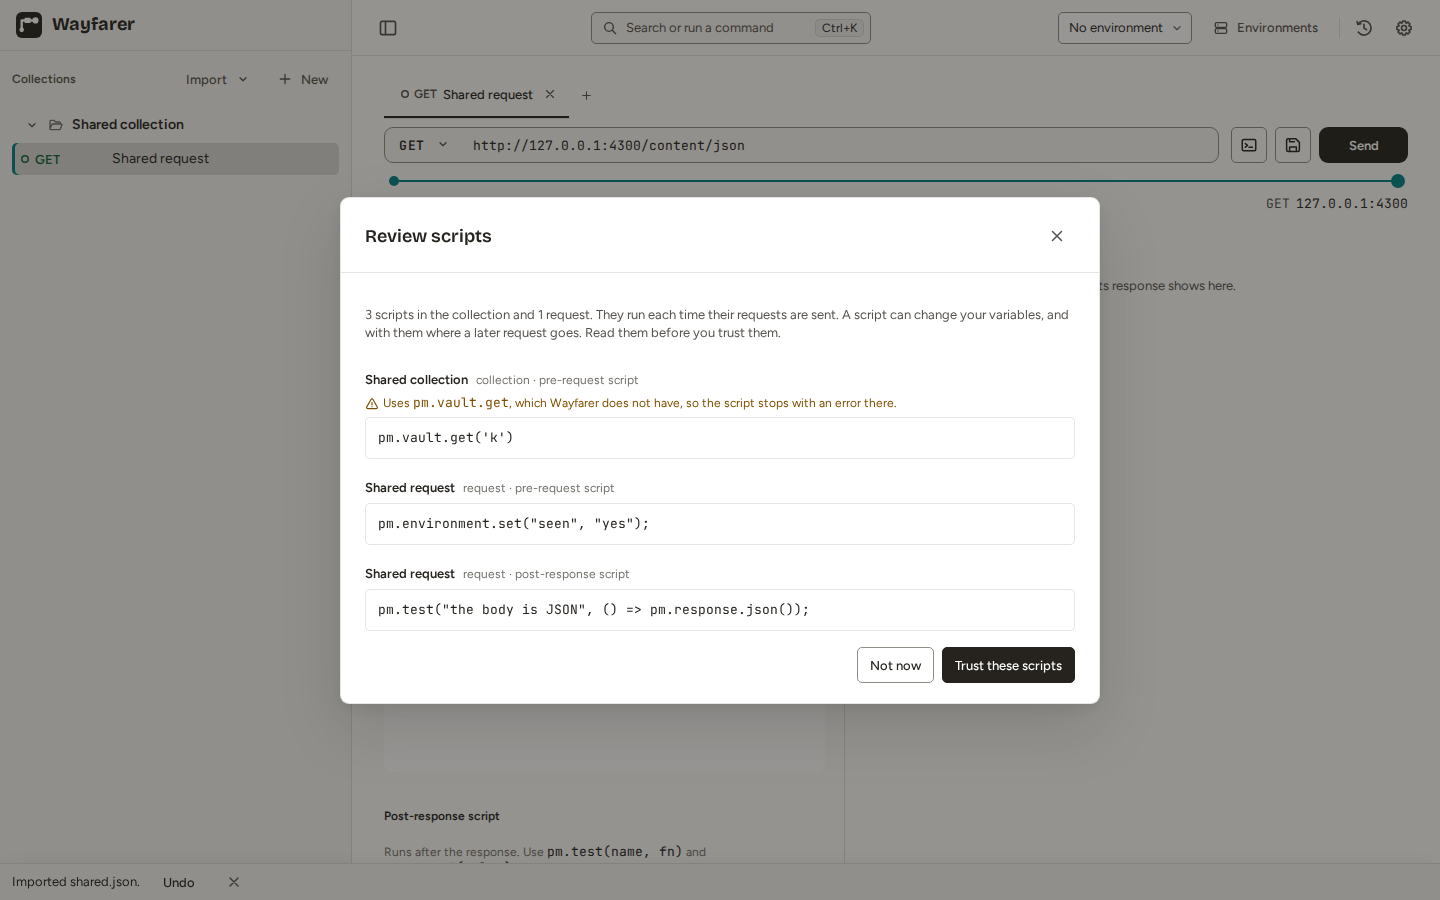 Wayfarer
Search or run a command
Ctrl+K
No environment
Environments
Collections
Import
New
GET Shared request
Shared collection
GET Shared request
GET
http://127.0.0.1:4300/content/json
Send
GET 127.0.0.1:4300
ts response shows here.
Review scripts
3 scripts in the collection and 1 request. They run each time their requests are sent. A script can change your variables, and
with them where a later request goes. Read them before you trust them.
Shared collection collection · pre-request script
Uses pm.vault.get, which Wayfarer does not have, so the script stops with an error there.
pm.vault.get('k')
Shared request request · pre-request script
pm.environment.set("seen", "yes");
Shared request request · post-response script
pm.test("the body is JSON", () => pm.response.json());
Not now
Trust these scripts
Post-response script
Runs after the response. Use pm.test(name, fn) and
Imported shared.json.
Undo